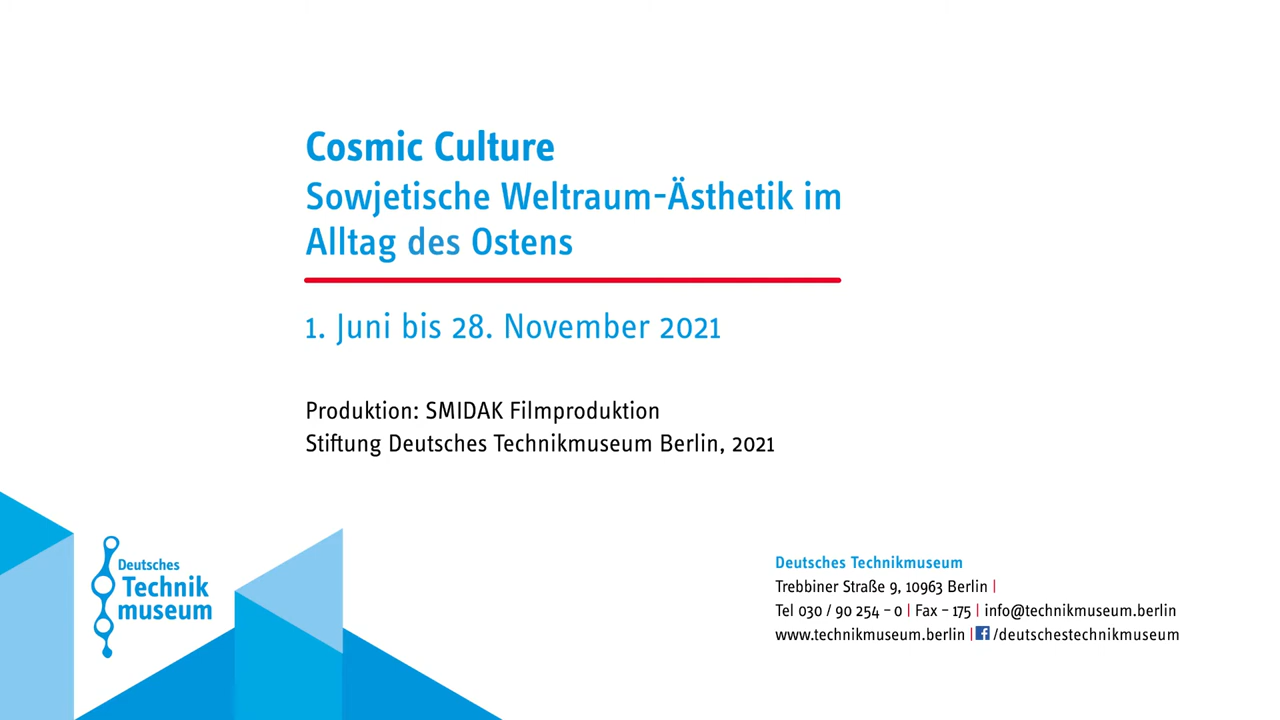 Cosmic Culture
Sowjetische Weltraum-Ästhetik im
Alltag des Ostens
1. Juni bis 28. November 2021
Produktion: SMIDAK Filmproduktion
Stiftung Deutsches Technikmuseum Berlin, 2021
Deutsches
Technik
museum
Deutsches Technikmuseum
Trebbiner Straße 9, 10963 Berlin |
Tel 030 / 90 254 – 0 | Fax – 175 | info@technikmuseum.berlin
www.technikmuseum.berlin | f /deutschestechnikmuseum